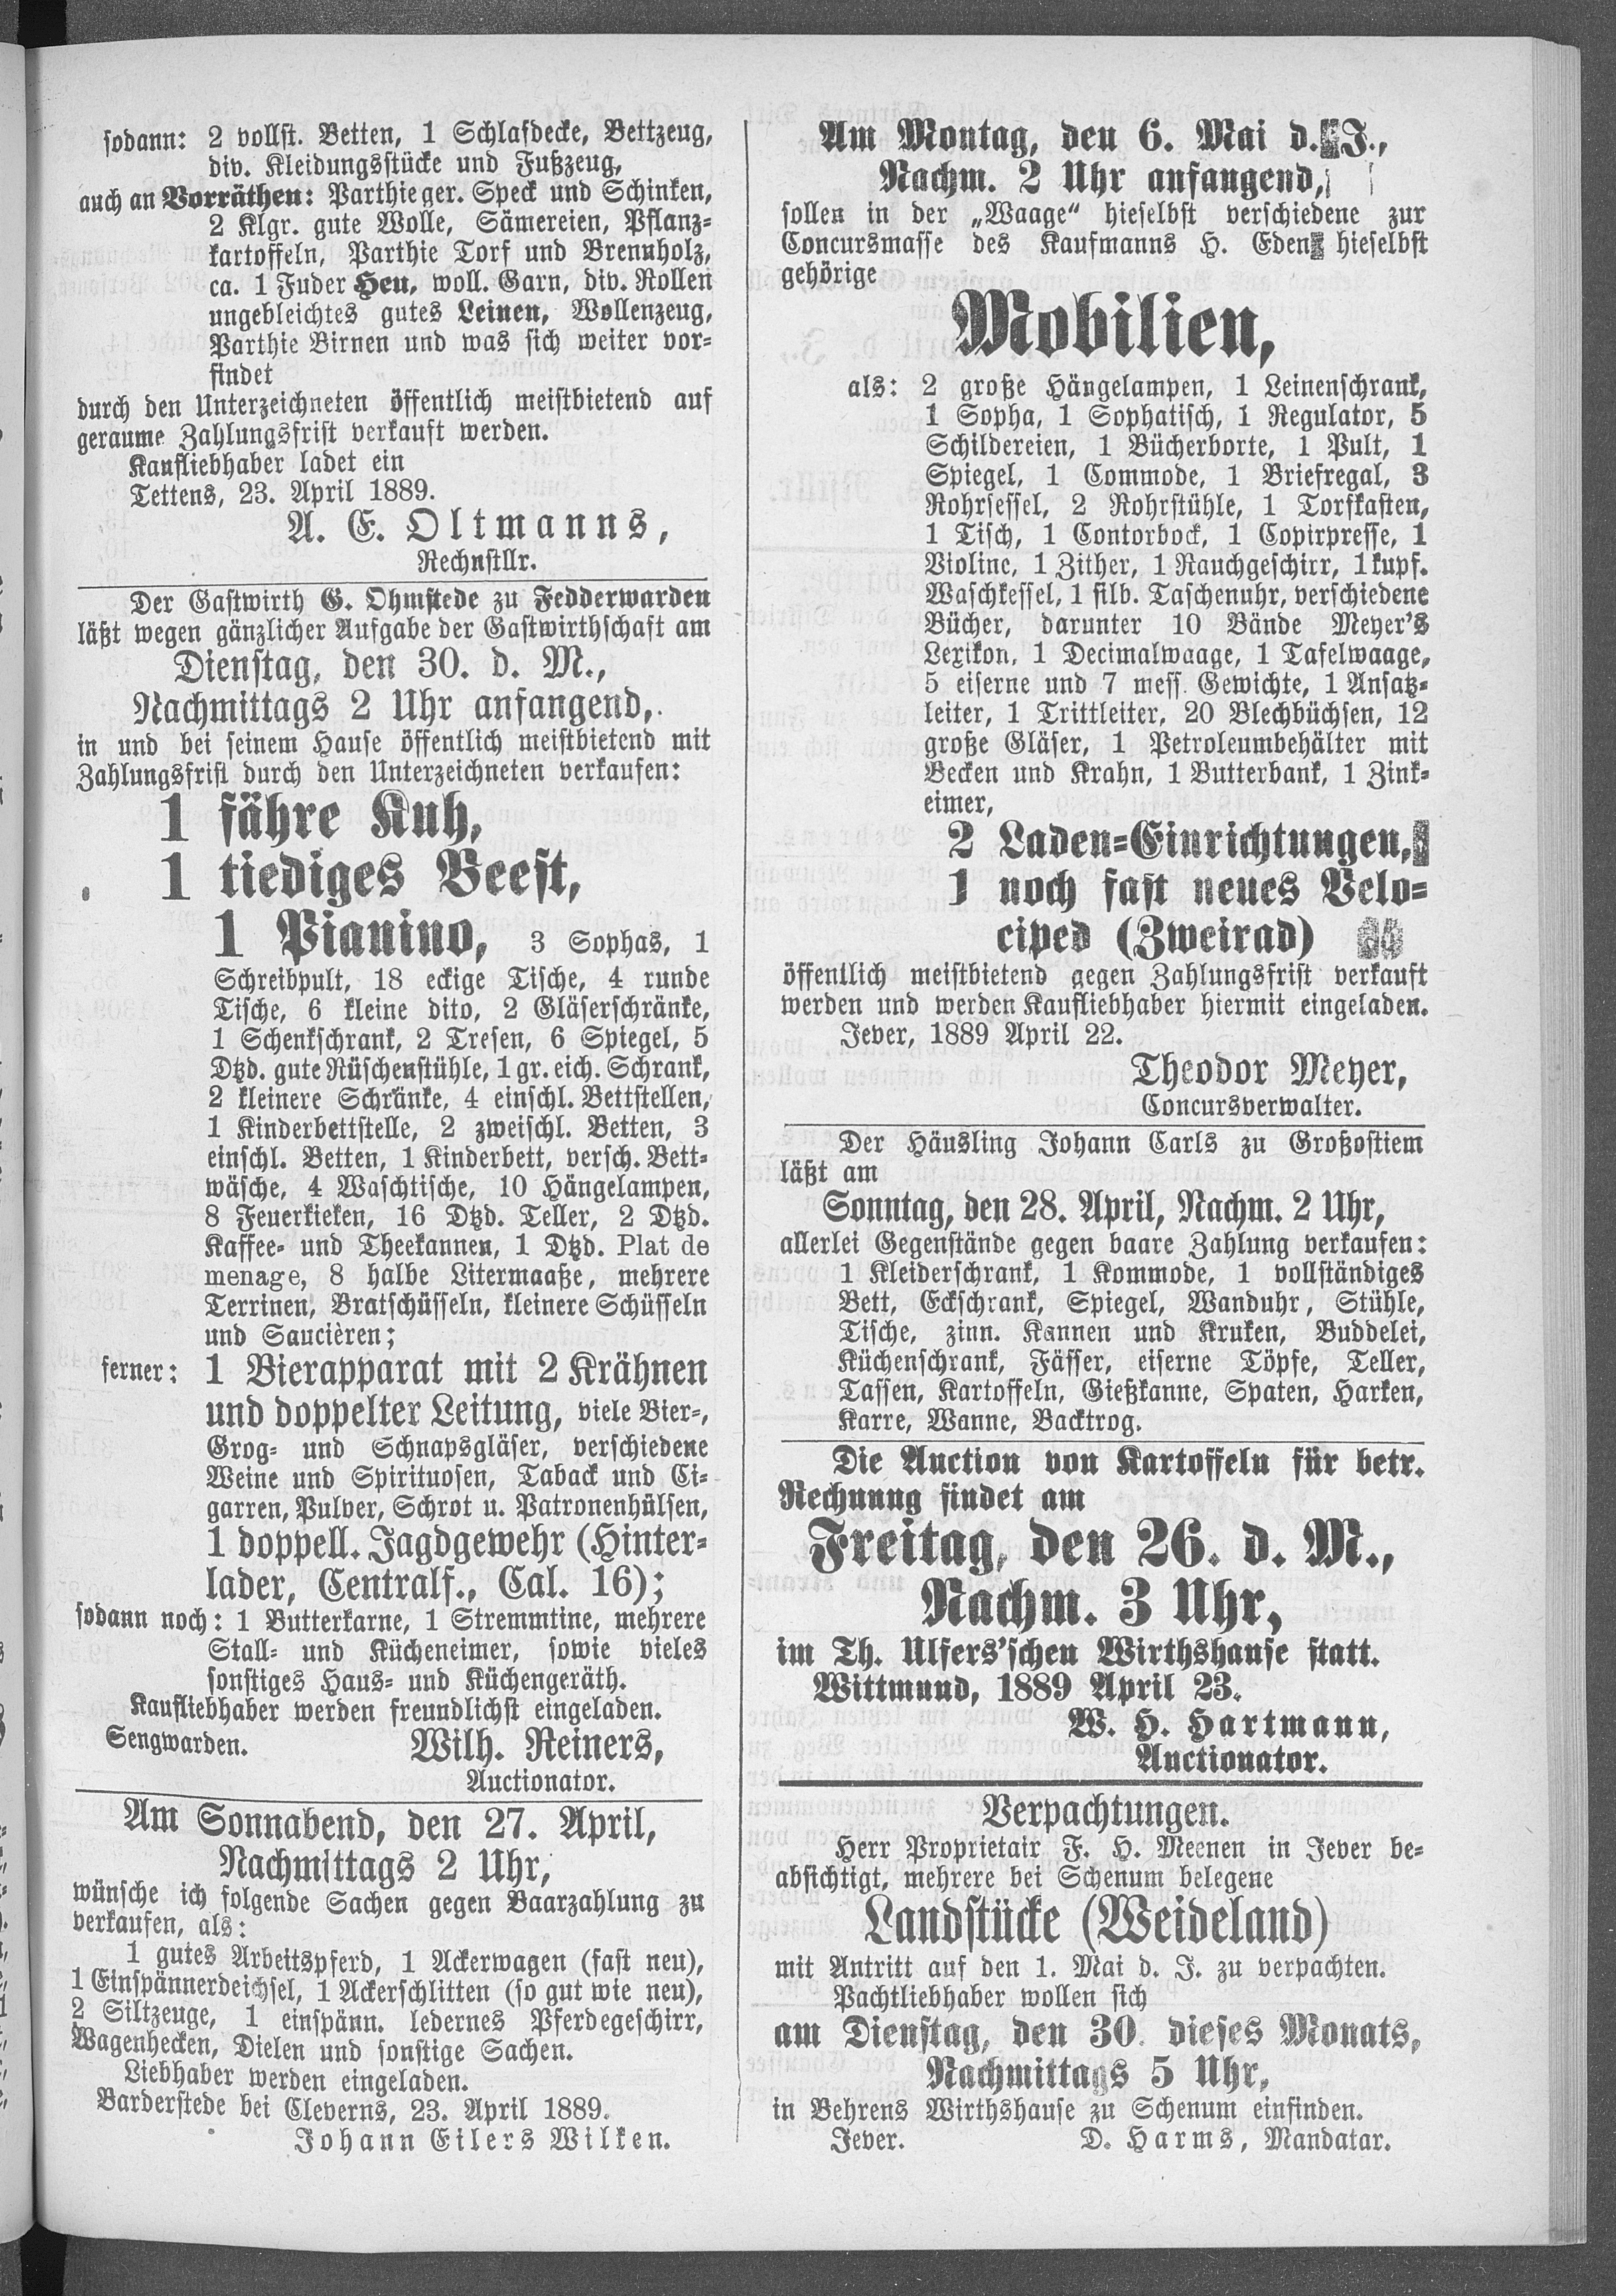 sodann: 2 vollst. Betten, 1 Schlafdecke, Bettzeug,
div. Kleidungsstücke und Fußzeug,
auch an Vorräthen: Parthie ger. Speck und Schinken,
2 Klgr. gute Wolle, Sämereien, Pflanz-
kartoffeln, Parthie Torf und Brennholz,
ca. 1 Fuder Heu, woll. Garn, div. Rollen
ungebleichtes gutes Leinen, Wollenzeug,
Parthie Birnen und was sich weiter vor-
findet
durch den Unterzeichneten öffentlich meistbietend auf
geraume Zahlungsfrist verkauft werden.
Kaufliebhaber ladet ein
Tettens, 23. April 1889.
A. E. Oltmanns,
Rechnstllr.
Der Gastwirth G. Ohmstede zu Fedderwarden
läßt wegen gänzlicher Aufgabe der Gastwirthschaft am
Dienstag, den 30. d. M.,
Nachmittags 2 Uhr anfangend,
in und bei seinem Hause öffentlich meistbietend mit
Zahlungsfrist durch den Unterzeichneten verkaufen:
1 fähre Kuh,
1 tiediges Beest,
1 Pianino, 3 Sophas, 1
Schreibpult, 18 eckige Tische, 4 runde
Tische, 6 kleine dito, 2 Gläserschränke,
1 Schenkschrank, 2 Tresen, 6 Spiegel, 5
Dtzd. gute Rüschenstühle, 1 gr. eich. Schrank,
2 kleinere Schränke, 4 einschl. Bettstellen,
1 Kinderbettstelle, 2 zweischl. Betten, 3
einschl. Betten, 1 Kinderbett, versch. Bett-
wäsche, 4 Waschtische, 10 Hängelampen,
8 Feuerkieken, 16 Dtzd. Teller, 2 Dtzd.
Kaffee- und Theekannen, 1 Dtzd. Plat de
menage, 8 halbe Litermaaße, mehrere
Terrinen, Bratschüsseln, kleinere Schüsseln
und Saucièren;
ferner: 1 Bierapparat mit 2 Krähnen
und doppelter Leitung, viele Bier-,
Grog- und Schnapsgläser, verschiedene
Weine und Spirituosen, Taback und Ci-
garren, Pulver, Schrot u. Patronenhülsen,
1 doppell. Jagdgewehr (Hinter-
lader, Centralf., Cal. 16);
sodann noch: 1 Butterkarne, 1 Stremmtine, mehrere
Stall- und Kücheneimer, sowie vieles
sonstiges Haus- und Küchengeräth.
Kaufliebhaber werden freundlichst eingeladen.
Sengwarden. Wilh. Reiners,
Auctionator.
Am Sonnabend, den 27. April,
Nachmittags 2 Uhr,
wünsche ich folgende Sachen gegen Baarzahlung zu
verkaufen, als:
1 gutes Arbeitspferd, 1 Ackerwagen (fast neu),
1 Einspännerdeichsel, 1 Ackerschlitten (so gut wie neu),
2 Siltzeuge, 1 einspänn. ledernes Pferdegeschirr,
Wagenhecken, Dielen und sonstige Sachen.
Liebhaber werden eingeladen.
Barderstede bei Cleverns, 23. April 1889.
Johann Eilers Wilken.
Am Montag, den 6. Mai d. J.,
Nachm. 2 Uhr anfangend,
sollen in der „Waage“ hieselbst verschiedene zur
Concursmasse des Kaufmanns H. Eden hieselbst
gehörige
Mobilien,
als: 2 große Hängelampen, 1 Leinenschrank,
1 Sopha, 1 Sophatisch, 1 Regulator, 5
Schildereien, 1 Bücherborte, 1 Pult, 1
Spiegel, 1 Commode, 1 Briefregal, 3
Rohrsessel, 2 Rohrstühle, 1 Torfkasten,
1 Tisch, 1 Contorbock, 1 Copirpresse, 1
Violine, 1 Zither, 1 Rauchgeschirr, 1 kupf.
Waschkessel, 1 silb. Taschenuhr, verschiedene
Bücher, darunter 10 Bände Meyer's
Lexikon, 1 Decimalwaage, 1 Tafelwaage,
5 eiserne und 7 mess. Gewichte, 1 Ansatz-
leiter, 1 Trittleiter, 20 Blechbüchsen, 12
große Gläser, 1 Petroleumbehälter mit
Becken und Krahn, 1 Butterbank, 1 Zink-
eimer,
2 Laden-Einrichtungen,
1 noch fast neues Velo-
ciped (Zweirad)
öffentlich meistbietend gegen Zahlungsfrist verkauft
werden und werden Kaufliebhaber hiermit eingeladen.
Jever, 1889 April 22.
Theodor Meyer,
Concursverwalter.
Der Häusling Johann Carls zu Großostiem
läßt am
Sonntag, den 28. April, Nachm. 2 Uhr,
allerlei Gegenstände gegen baare Zahlung verkaufen:
1 Kleiderschrank, 1 Kommode, 1 vollständiges
Bett, Eckschrank, Spiegel, Wanduhr, Stühle,
Tische, zinn. Kannen und Kruken, Buddelei,
Küchenschrank, Fässer, eiserne Töpfe, Teller,
Tassen, Kartoffeln, Gießkanne, Spaten, Harken,
Karre, Wanne, Backtrog.
Die Auction von Kartoffeln für betr.
Rechnung findet am
Freitag, den 26. d. M.,
Nachm. 3 Uhr,
im Th. Ulfers'schen Wirthshause statt.
Wittmund, 1889 April 23.
W. H. Hartmann,
Auctionator.
Verpachtungen.
Herr Proprietair F. H. Meenen in Jever be-
absichtigt, mehrere bei Schenum belegene
Landstücke (Weideland)
mit Antritt auf den 1. Mai d. J. zu verpachten.
Pachtliebhaber wollen sich
am Dienstag, den 30. dieses Monats,
Nachmittags 5 Uhr,
in Behrens Wirthshause zu Schenum einfinden.
Jever. D. Harms, Mandatar.